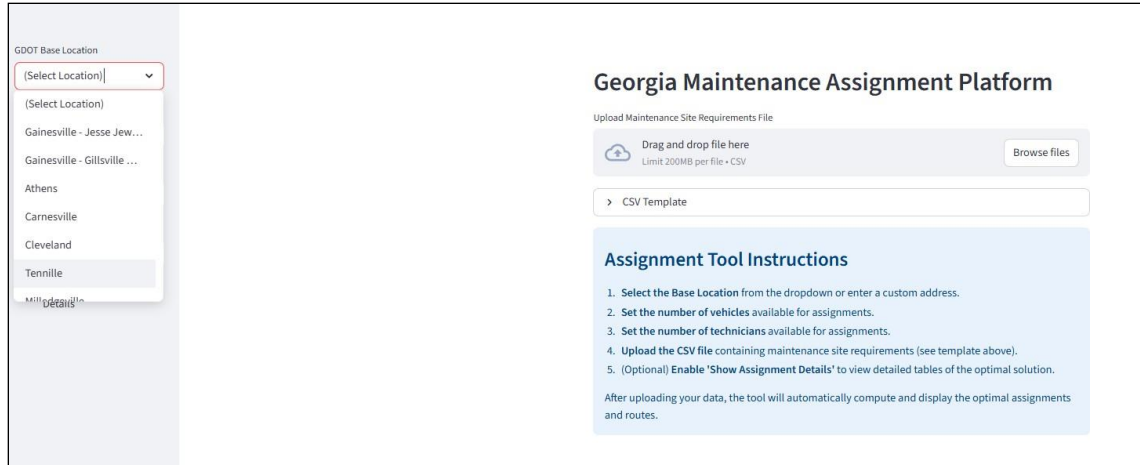 GDOT Base Location
(Select Location)
(Select Location)
Gainesville - Jesse Jew...
Gainesville - Gillsville ...
Athens
Carnesville
Cleveland
Tennille
Details
Georgia Maintenance Assignment Platform
Upload Maintenance Site Requirements File
Drag and drop file here
Limit 200MB per file • CSV
Browse files
CSV Template
Assignment Tool Instructions
1. Select the Base Location from the dropdown or enter a custom address.
2. Set the number of vehicles available for assignments.
3. Set the number of technicians available for assignments.
4. Upload the CSV file containing maintenance site requirements (see template above).
5. (Optional) Enable 'Show Assignment Details' to view detailed tables of the optimal solution.
After uploading your data, the tool will automatically compute and display the optimal assignments
and routes.